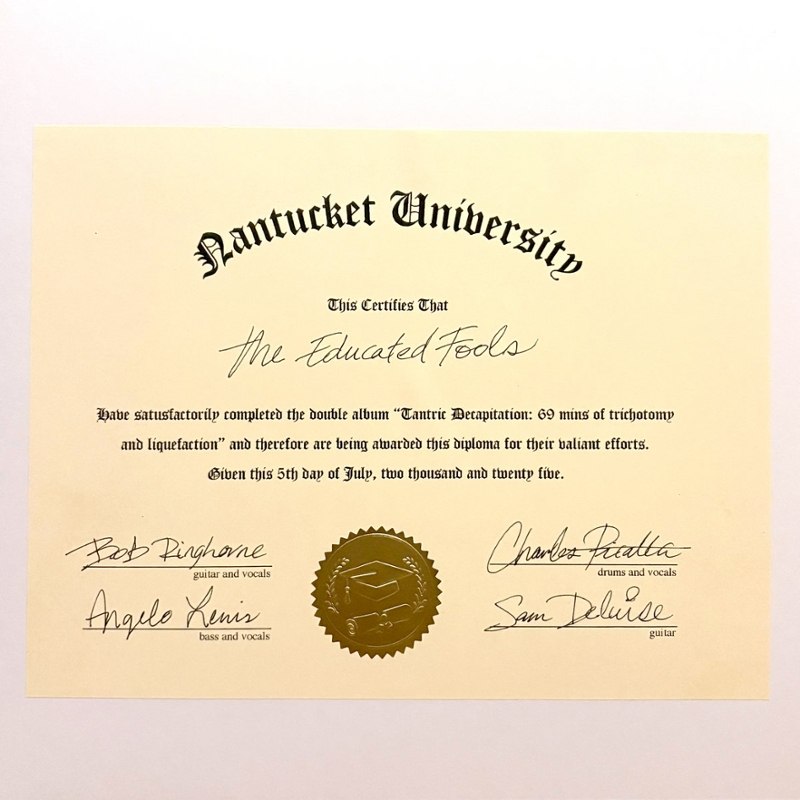 Nantucket University
This Certifies That
the Educated Fools
Have satusfactorily completed the double album “Tantric Decapitation: 69 mins of trichotomy
and liquefaction” and therefore are being awarded this diploma for their valiant efforts.
Given this 5th day of July, two thousand and twenty five.
Bob Ringhorne
guitar and vocals
Charles
drums and vocals
Angelo Lewis
bass and vocals
Sam Deluise
guitar